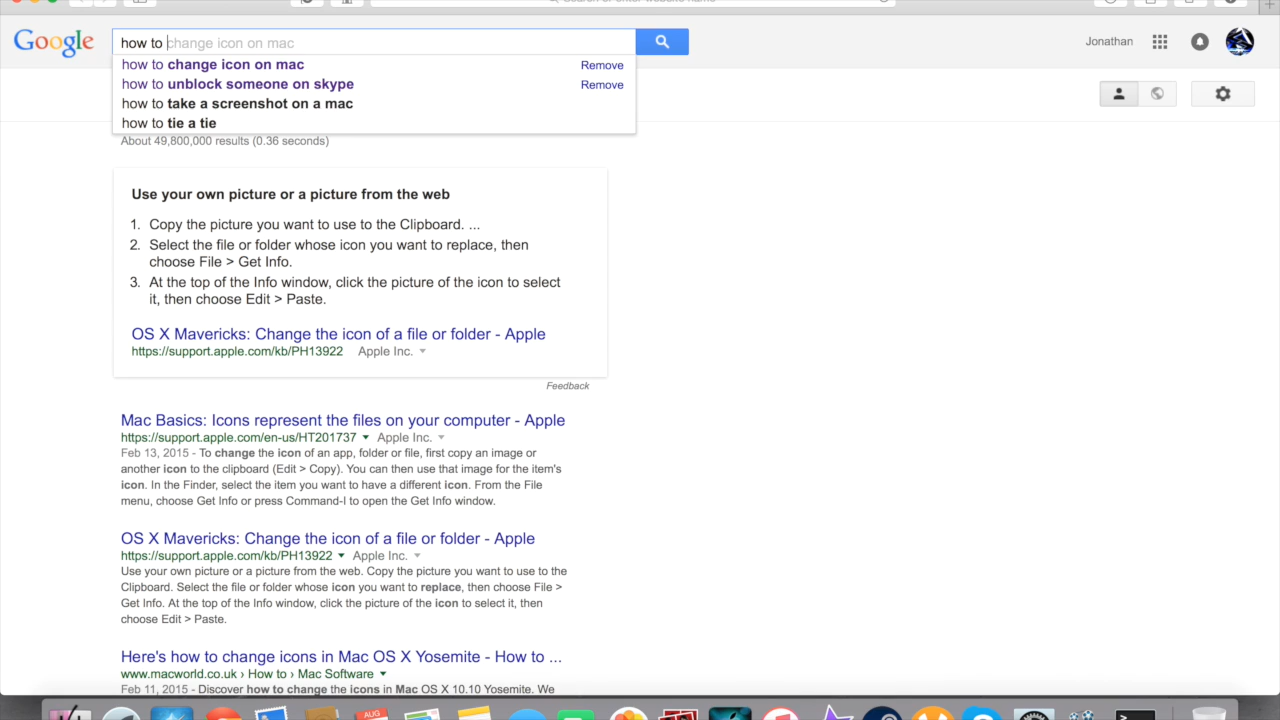 Search or enter website name
Google
how to change icon on mac
Jonathan
how to change icon on mac Remove
how to unblock someone on skype Remove
how to take a screenshot on a mac
how to tie a tie
About 49,800,000 results (0.36 seconds)
Use your own picture or a picture from the web
1. Copy the picture you want to use to the Clipboard. ...
2. Select the file or folder whose icon you want to replace, then
choose File > Get Info.
3. At the top of the Info window, click the picture of the icon to select
it, then choose Edit > Paste.
OS X Mavericks: Change the icon of a file or folder - Apple
https://support.apple.com/kb/PH13922 Apple Inc.
Feedback
Mac Basics: Icons represent the files on your computer - Apple
https://support.apple.com/en-us/HT201737 Apple Inc.
Feb 13, 2015 - To change the icon of an app, folder or file, first copy an image or
another icon to the clipboard (Edit > Copy). You can then use that image for the item's
icon. In the Finder, select the item you want to have a different icon. From the File
menu, choose Get Info or press Command-I to open the Get Info window.
OS X Mavericks: Change the icon of a file or folder - Apple
https://support.apple.com/kb/PH13922 Apple Inc.
Use your own picture or a picture from the web. Copy the picture you want to use to the
Clipboard. Select the file or folder whose icon you want to replace, then choose File >
Get Info. At the top of the Info window, click the picture of the icon to select it, then
choose Edit > Paste.
Here's how to change icons in Mac OS X Yosemite - How to ...
www.macworld.co.uk › How to › Mac Software
Feb 11, 2015 - Discover how to change the icons in Mac OS X 10.10 Yosemite. We
AUG